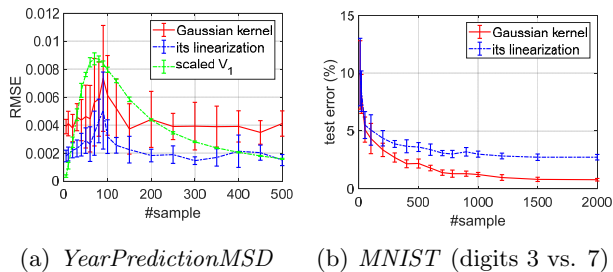 (a)
0.012
0.01
0.008
0.006
0.004
0.002
0
RMSE
0
100
200
300
400
500
#sample
Gaussian kernel
its linearization
scaled V1
(b)
15
10
5
0
test error (%)
500
1000
1500
2000
#sample
Gaussian kernel
its linearization
(a) YearPredictionMSD
(b) MNIST (digits 3 vs. 7)